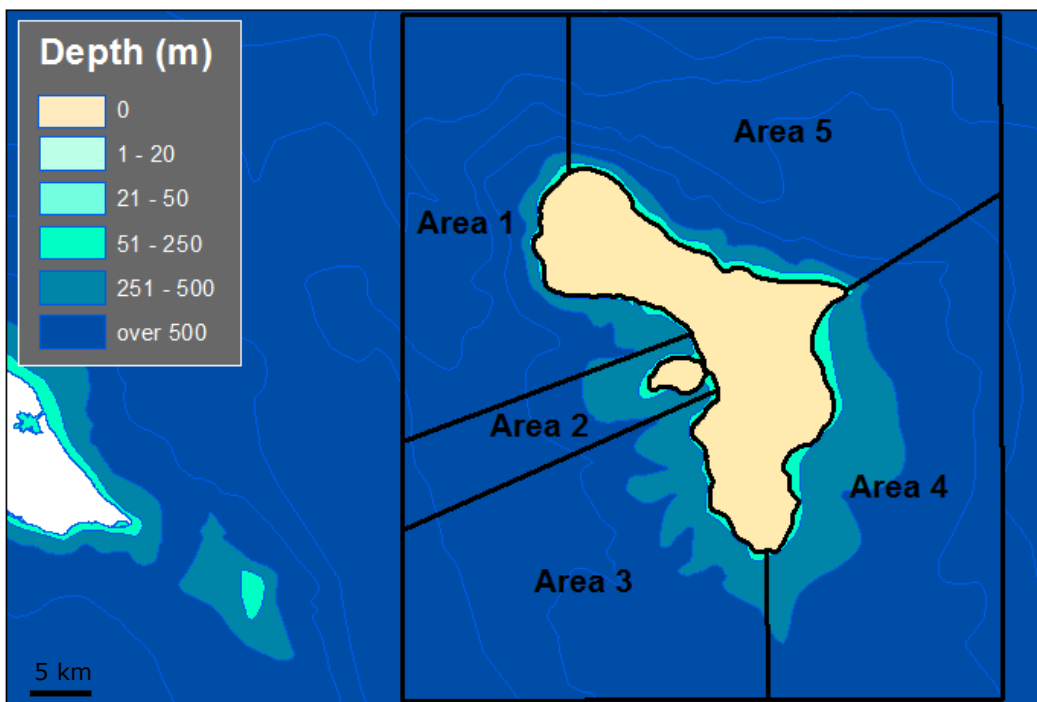 Depth (m)
0
1 - 20
21 - 50
51 - 250
251 - 500
over 500
Area 5
Area 1
Area 2
Area 4
Area 3
5 km